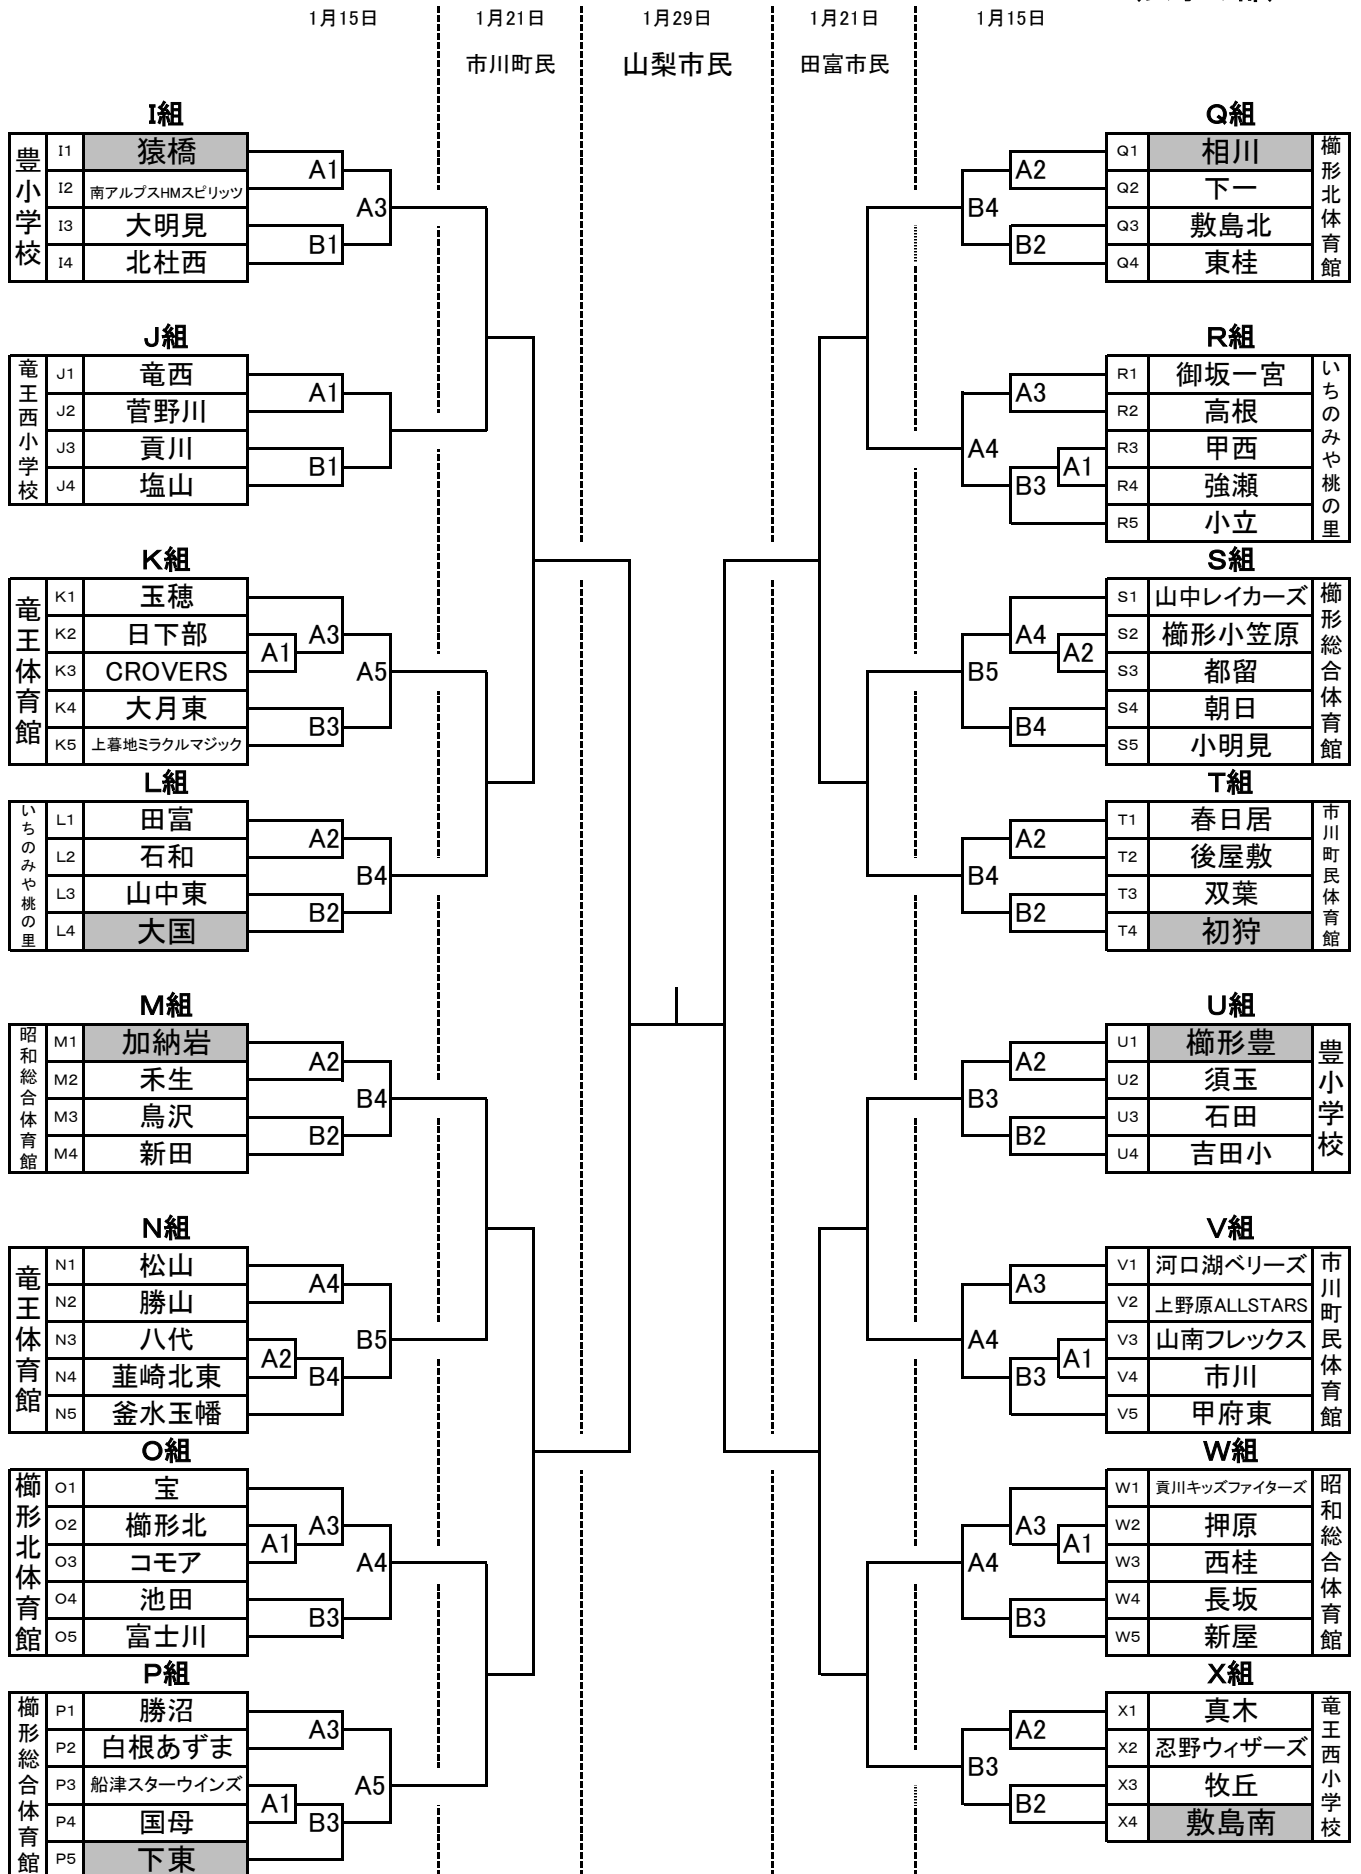 1月15日 1月21日 1月29日 1月21日 1月15日
市川町民 山梨市民 田富市民
I組
豊小学校
I1 猿橋
I2 南アルプスHMスピリッツ
I3 大明見
I4 北杜西
A1
B1
A3
J組
竜王西小学校
J1 竜西
J2 菅野川
J3 貢川
J4 塩山
A1
B1
K組
竜王体育館
K1 玉穂
K2 日下部
K3 CROVERS
K4 大月東
K5 上暮地ミラクルマジック
A1
A3
B3
A5
L組
いちのみや桃の里
L1 田富
L2 石和
L3 山中東
L4 大国
A2
B2
B4
M組
昭和総合体育館
M1 加納岩
M2 禾生
M3 鳥沢
M4 新田
A2
B2
B4
N組
竜王体育館
N1 松山
N2 勝山
N3 八代
N4 韮崎北東
N5 釜水玉幡
A4
A2
B4
B5
O組
櫛形北体育館
O1 宝
O2 櫛形北
O3 コモア
O4 池田
O5 富士川
A1
A3
B3
A4
P組
櫛形総合体育館
P1 勝沼
P2 白根あずま
P3 船津スターウインズ
P4 国母
P5 下東
A3
A1
B3
A5
Q組
櫛形北体育館
Q1 相川
Q2 下一
Q3 敷島北
Q4 東桂
A2
B2
B4
R組
いちのみや桃の里
R1 御坂一宮
R2 高根
R3 甲西
R4 強瀬
R5 小立
A3
A1
B3
A4
S組
櫛形総合体育館
S1 山中レイカーズ
S2 櫛形小笠原
S3 都留
S4 朝日
S5 小明見
A4
A2
B4
B5
T組
市川町民体育館
T1 春日居
T2 後屋敷
T3 双葉
T4 初狩
A2
B2
B4
U組
豊小学校
U1 櫛形豊
U2 須玉
U3 石田
U4 吉田小
A2
B2
B3
V組
市川町民体育館
V1 河口湖ベリーズ
V2 上野原ALLSTARS
V3 山南フレックス
V4 市川
V5 甲府東
A3
A1
B3
A4
W組
昭和総合体育館
W1 貢川キッズファイターズ
W2 押原
W3 西桂
W4 長坂
W5 新屋
A3
A1
B3
A4
X組
竜王西小学校
X1 真木
X2 忍野ウィザーズ
X3 牧丘
X4 敷島南
A2
B2
B3